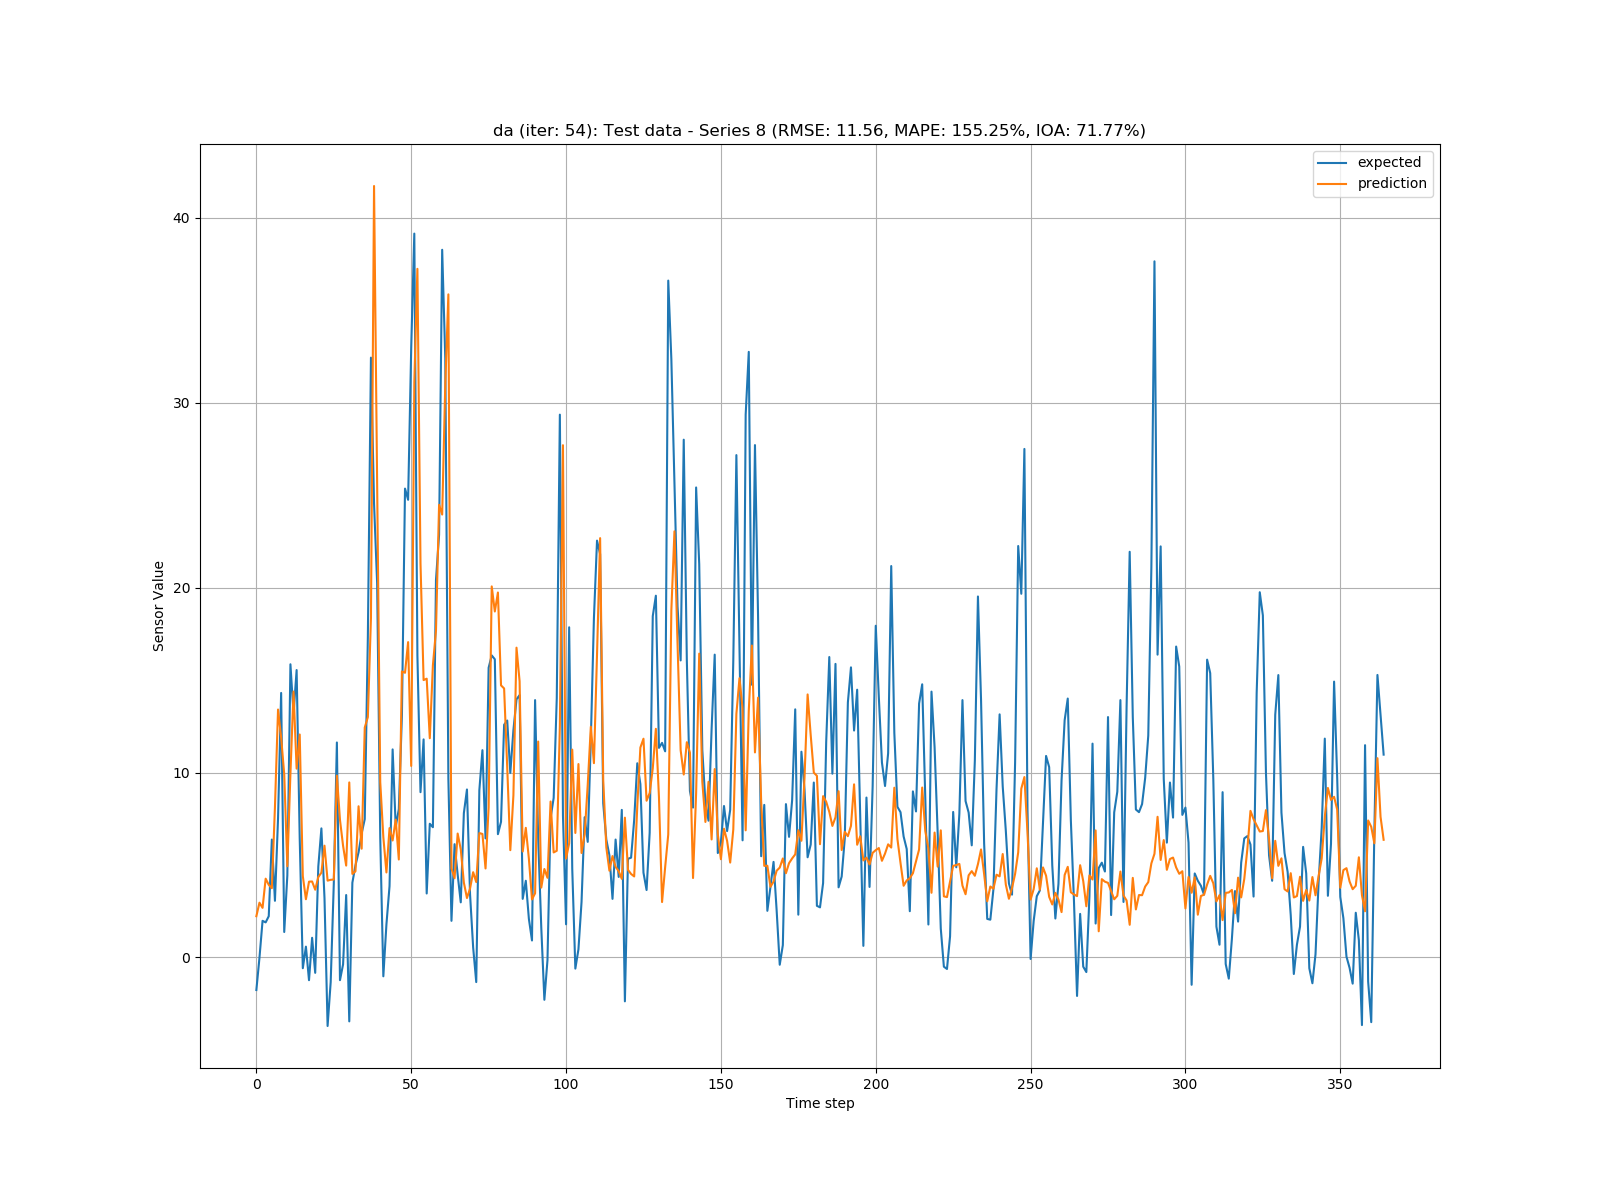 da (iter: 54): Test data - Series 8 (RMSE: 11.56, MAPE: 155.25%, IOA: 71.77%)
expected
prediction
40
30
20
10
0
Sensor Value
0 50 100 150 200 250 300 350
Time step